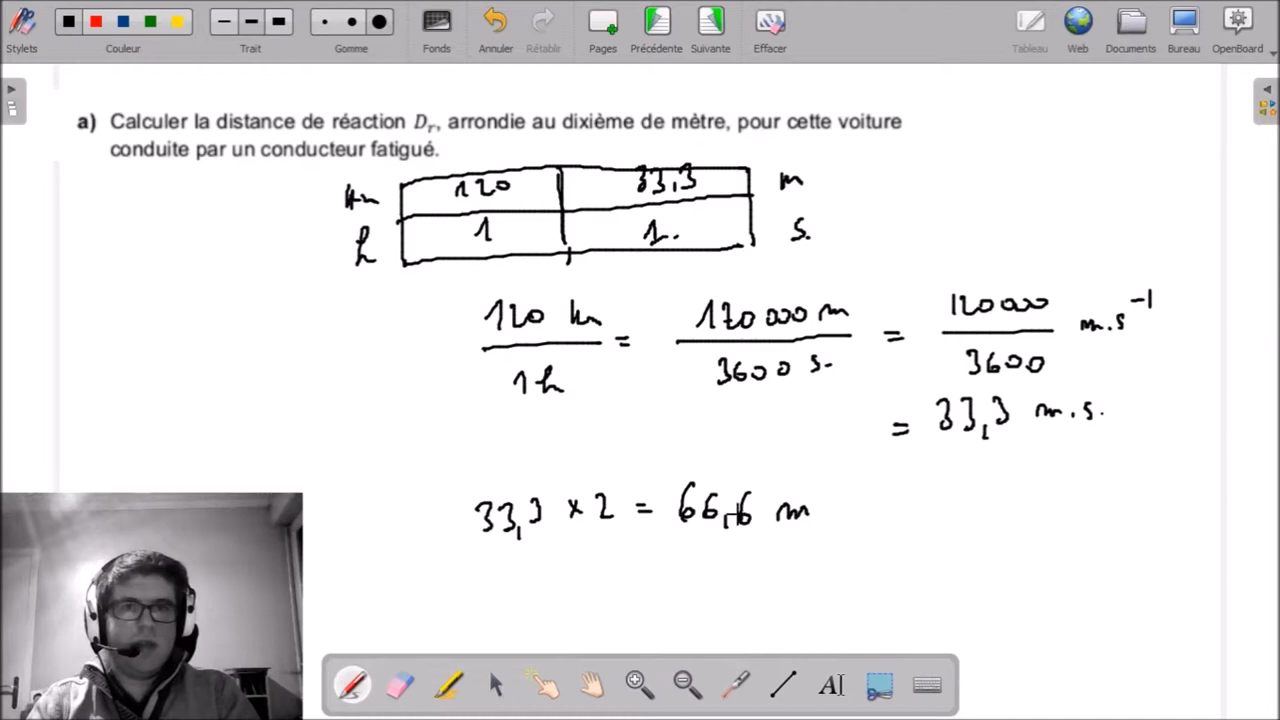 Stylets Couleur Trait Gomme Fonds Annuler Rétablir Pages Précédente Suivante Effacer Tableau Web Documents Bureau OpenBoard
a) Calculer la distance de réaction Dr, arrondie au dixième de mètre, pour cette voiture
conduite par un conducteur fatigué.
km 120 33,3 m
h 1 1. s.
120 km / 1 h = 120 000 m / 3600 s. = 120000 / 3600 m.s⁻¹
= 33,3 m.s.
33,3 × 2 = 66,6 m
AI